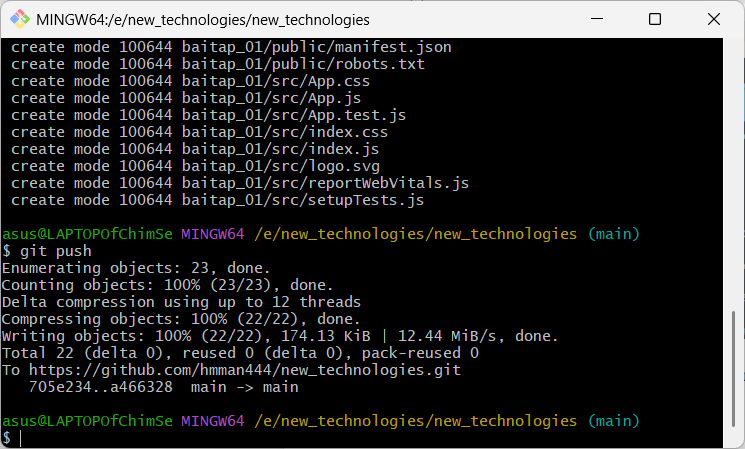 MINGW64:/e/new_technologies/new_technologies
create mode 100644 baitap_01/public/manifest.json
create mode 100644 baitap_01/public/robots.txt
create mode 100644 baitap_01/src/App.css
create mode 100644 baitap_01/src/App.js
create mode 100644 baitap_01/src/App.test.js
create mode 100644 baitap_01/src/index.css
create mode 100644 baitap_01/src/index.js
create mode 100644 baitap_01/src/logo.svg
create mode 100644 baitap_01/src/reportWebVitals.js
create mode 100644 baitap_01/src/setupTests.js
asus@LAPTOPOfChimSe MINGW64 /e/new_technologies/new_technologies (main)
$ git push
Enumerating objects: 23, done.
Counting objects: 100% (23/23), done.
Delta compression using up to 12 threads
Compressing objects: 100% (22/22), done.
Writing objects: 100% (22/22), 174.13 KiB | 12.44 MiB/s, done.
Total 22 (delta 0), reused 0 (delta 0), pack-reused 0
To https://github.com/hmman444/new_technologies.git
705e234..a466328  main -> main
asus@LAPTOPOfChimSe MINGW64 /e/new_technologies/new_technologies (main)
$